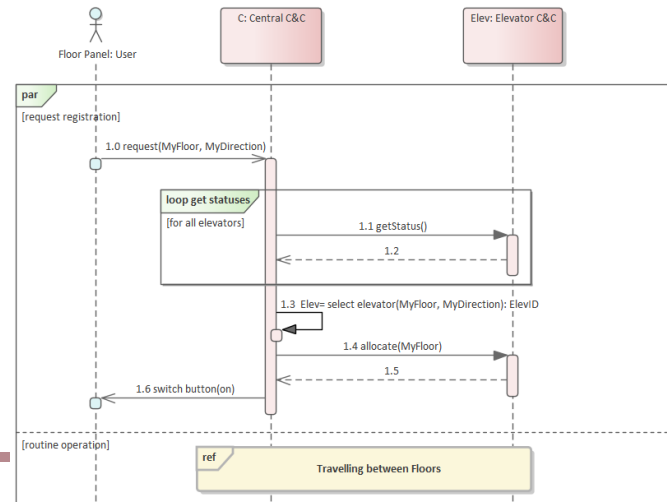 C: Central C&C
Elev: Elevator C&C
Floor Panel: User
par
[request registration]
1.0 request(MyFloor, MyDirection)
loop get statuses
[for all elevators]
1.1 getStatus()
1.2
1.3 Elev= select elevator(MyFloor, MyDirection): ElevID
1.4 allocate(MyFloor)
1.5
1.6 switch button(on)
[routine operation]
ref
Travelling between Floors